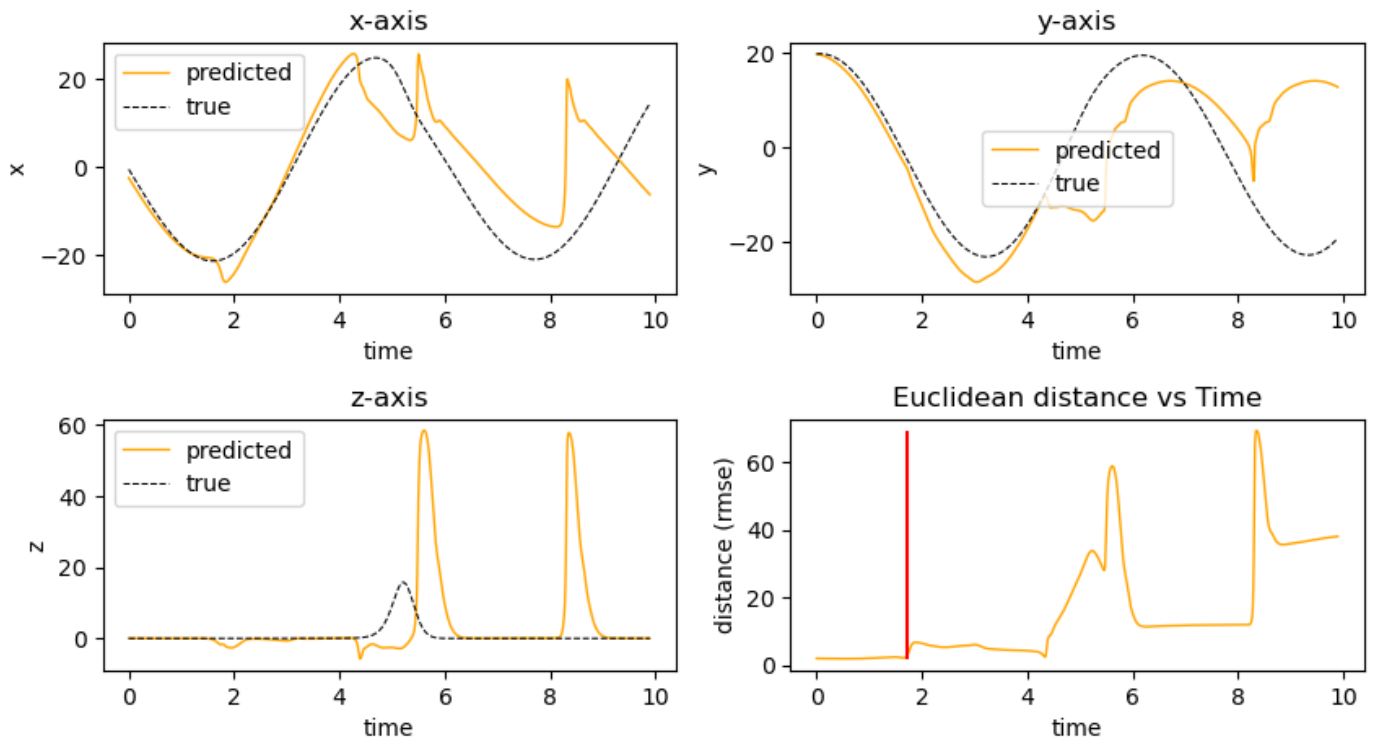 x-axis
y-axis
predicted
true
predicted
true
x
20
0
−20
y
20
0
−20
0 2 4 6 8 10
time
0 2 4 6 8 10
time
z-axis
Euclidean distance vs Time
predicted
true
z
60
40
20
0
distance (rmse)
60
40
20
0
0 2 4 6 8 10
time
0 2 4 6 8 10
time